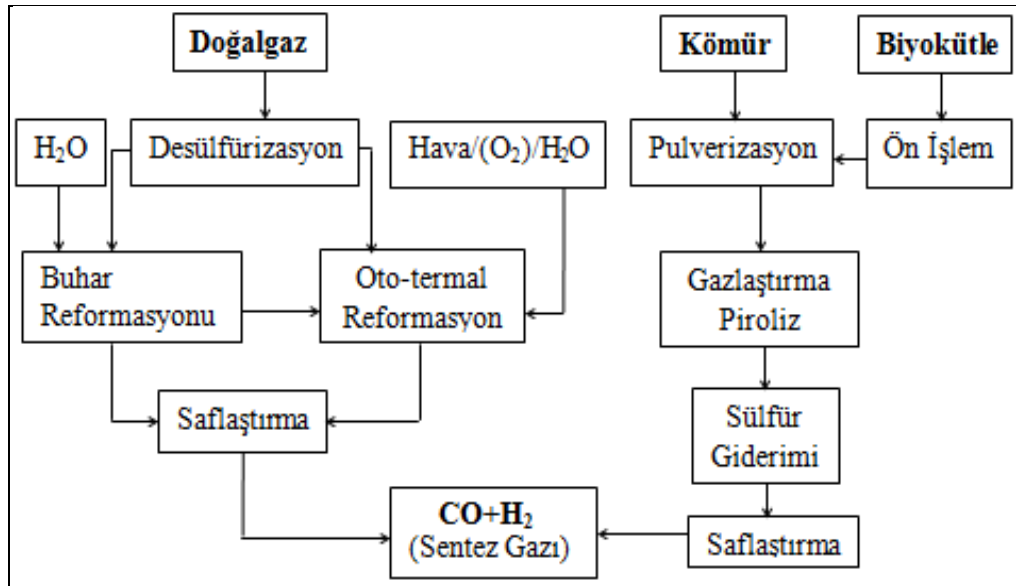 Doğalgaz
Kömür
Biyokütle
H₂O
Desülfürizasyon
Hava/(O₂)/H₂O
Pulverizasyon
Ön İşlem
Buhar
Reformasyonu
Oto-termal
Reformasyon
Gazlaştırma
Piroliz
Saflaştırma
Sülfür
Giderimi
CO+H₂
(Sentez Gazı)
Saflaştırma